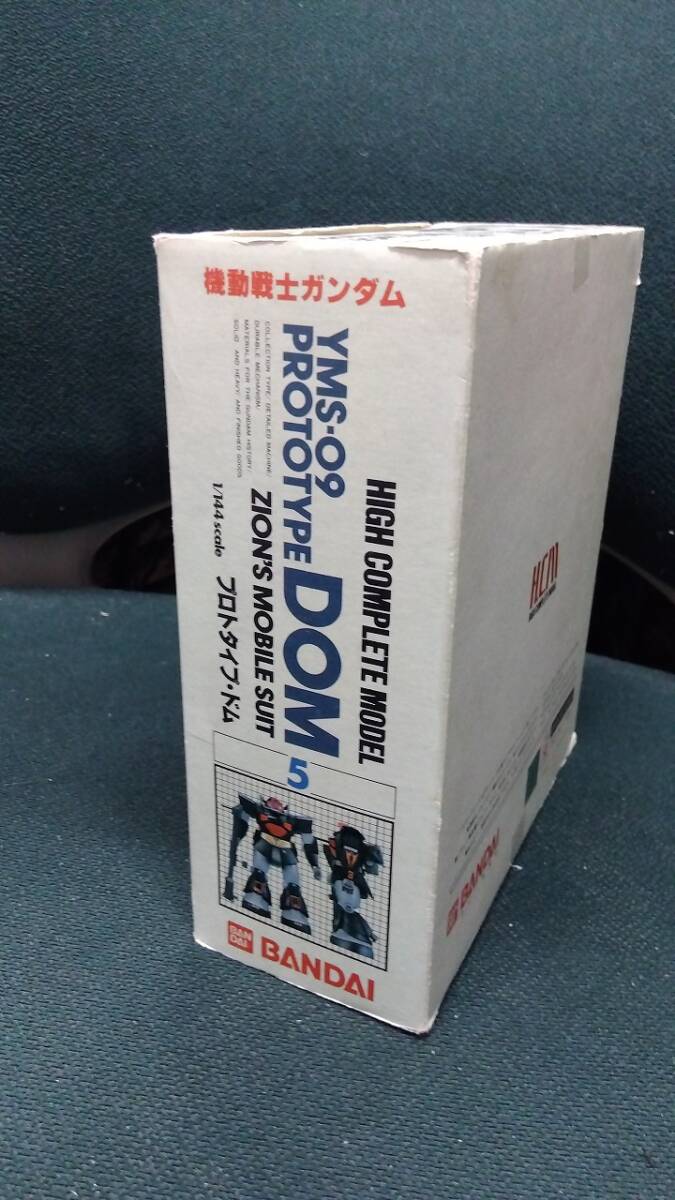 機動戦士ガンダム
HIGH COMPLETE MODEL
YMS-09
PROTOTYPE DOM
COLLECTION TYPE/ DETAILED MACHINE/
DURABLE MECHANISM/
MATERIALS FOR THE GUNDAM HISTORY/
SOLID AND HEAVY/ AND FINISHED GOODS
ZION'S MOBILE SUIT
1/144 scale プロトタイプ・ドム
5
BAN
DAI
BANDAI
H.C.M
BANDAI